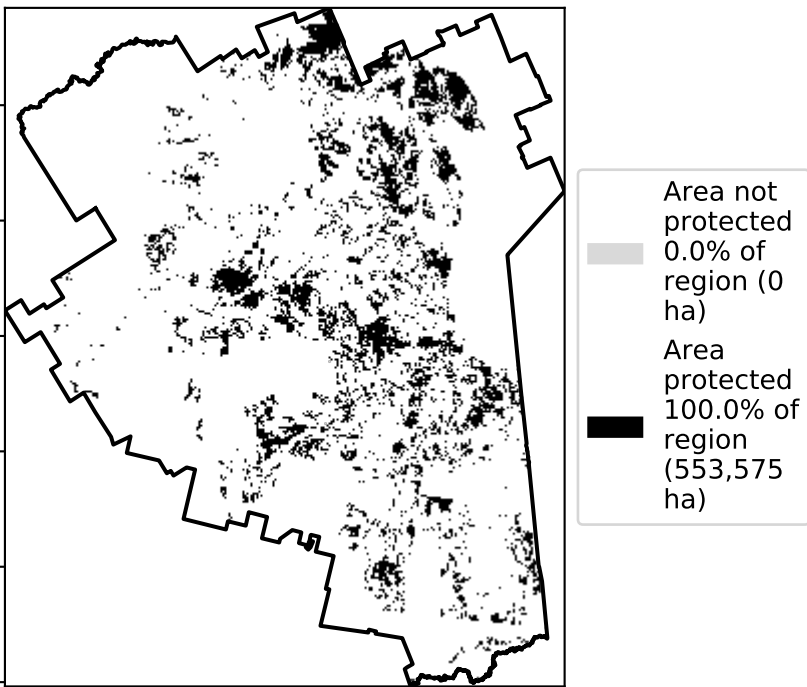 Area not
protected
0.0% of
region (0
ha)
Area
protected
100.0% of
region
(553,575
ha)